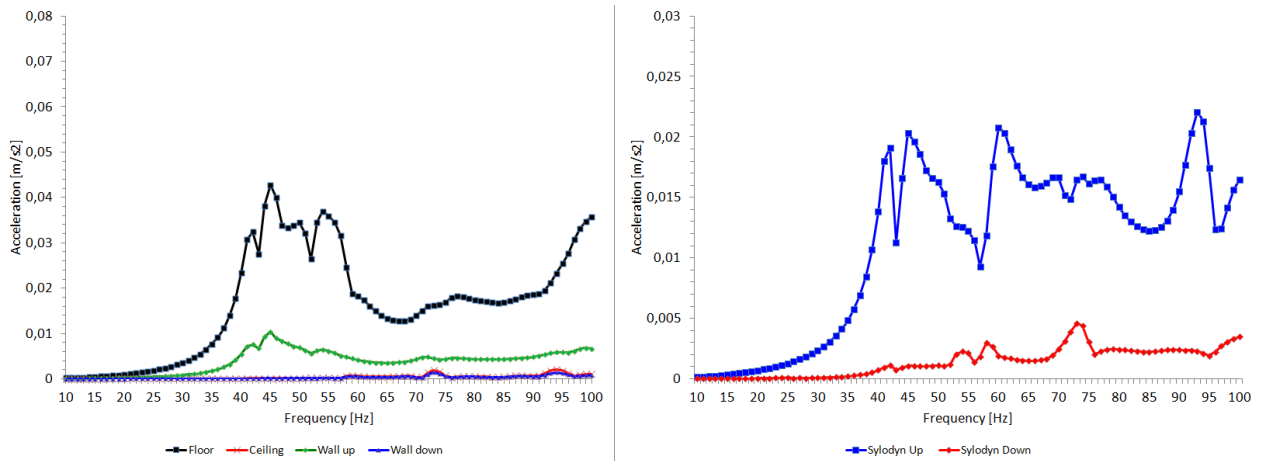 0,08
0,07
0,06
0,05
0,04
0,03
0,02
0,01
0
Acceleration [m/s2]
10 15 20 25 30 35 40 45 50 55 60 65 70 75 80 85 90 95 100
Frequency [Hz]
Floor Ceiling Wall up Wall down
0,03
0,025
0,02
0,015
0,01
0,005
0
Acceleration [m/s2]
10 15 20 25 30 35 40 45 50 55 60 65 70 75 80 85 90 95 100
Frequency [Hz]
Sylodyn Up Sylodyn Down